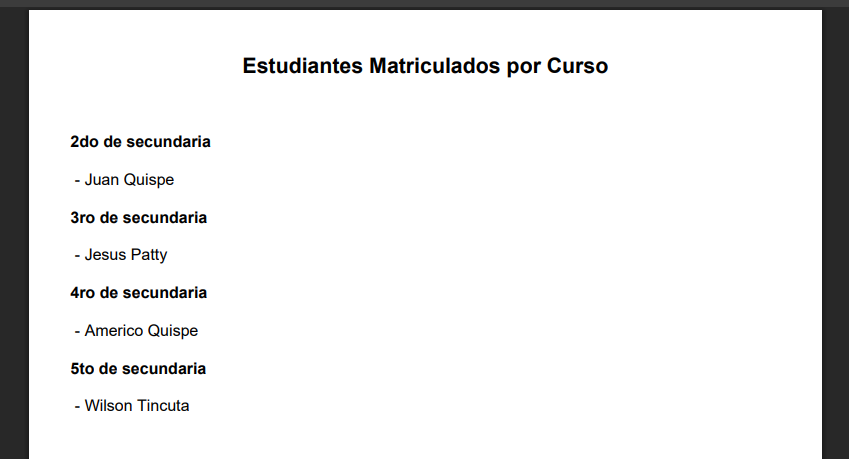 Estudiantes Matriculados por Curso
2do de secundaria
- Juan Quispe
3ro de secundaria
- Jesus Patty
4ro de secundaria
- Americo Quispe
5to de secundaria
- Wilson Tincuta